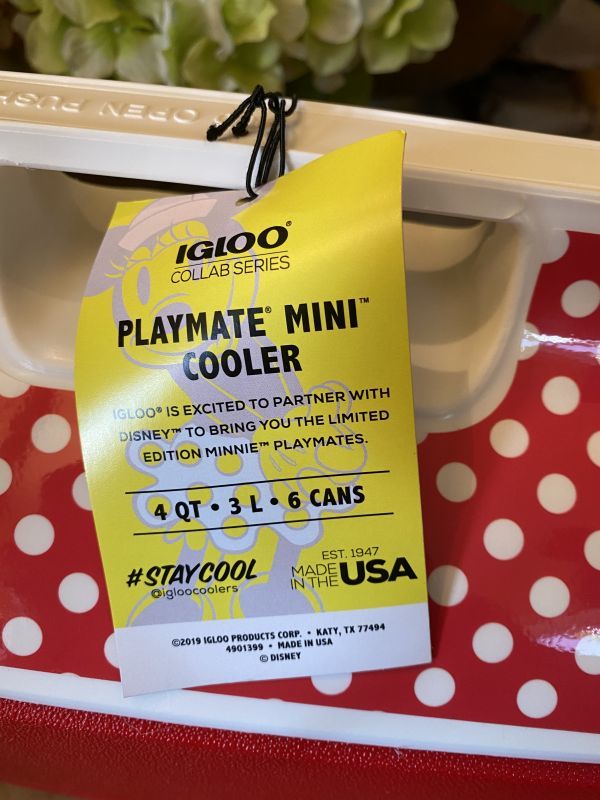 OPEN PUSH
IGLOO®
COLLAB SERIES
PLAYMATE® MINI™
COOLER
IGLOO® IS EXCITED TO PARTNER WITH
DISNEY™ TO BRING YOU THE LIMITED
EDITION MINNIE™ PLAYMATES.
4 QT • 3 L • 6 CANS
#STAYCOOL
@igloocoolers
EST. 1947
MADE IN THE USA
©2019 IGLOO PRODUCTS CORP. • KATY, TX 77494
4901399 • MADE IN USA
© DISNEY